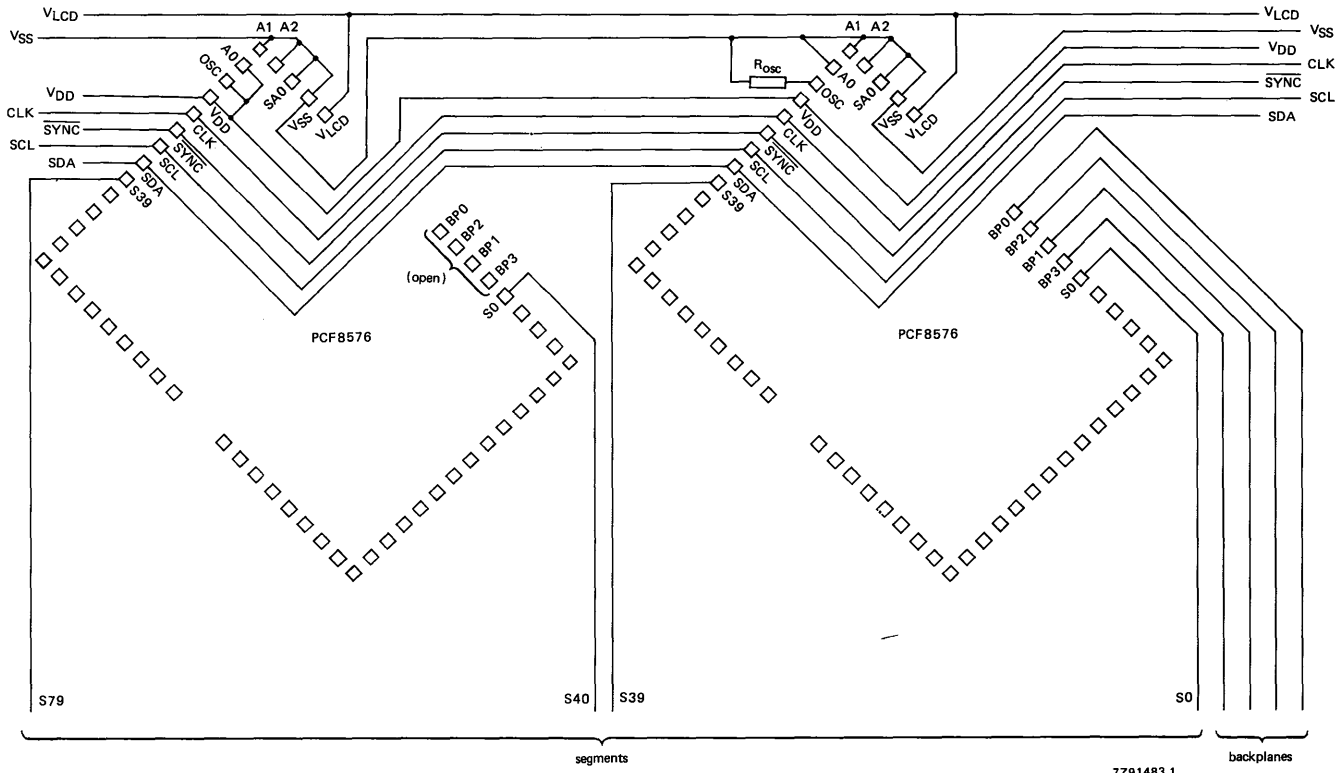 VLCD
VSS
VDD
CLK
SYNC
SCL
SDA
A1 A2
A0
OSC
SA0
VSS
VLCD
VDD
CLK
SYNC
SCL
SDA
S39
BP0
BP2
BP1
BP3
S0
(open)
PCF8576
ROSC
A1 A2
A0
OSC
SA0
VSS
VLCD
VDD
CLK
SYNC
SCL
SDA
S39
BP0
BP2
BP1
BP3
S0
PCF8576
VLCD
VSS
VDD
CLK
SYNC
SCL
SDA
S79
S40
S39
S0
segments
backplanes
7Z91483.1